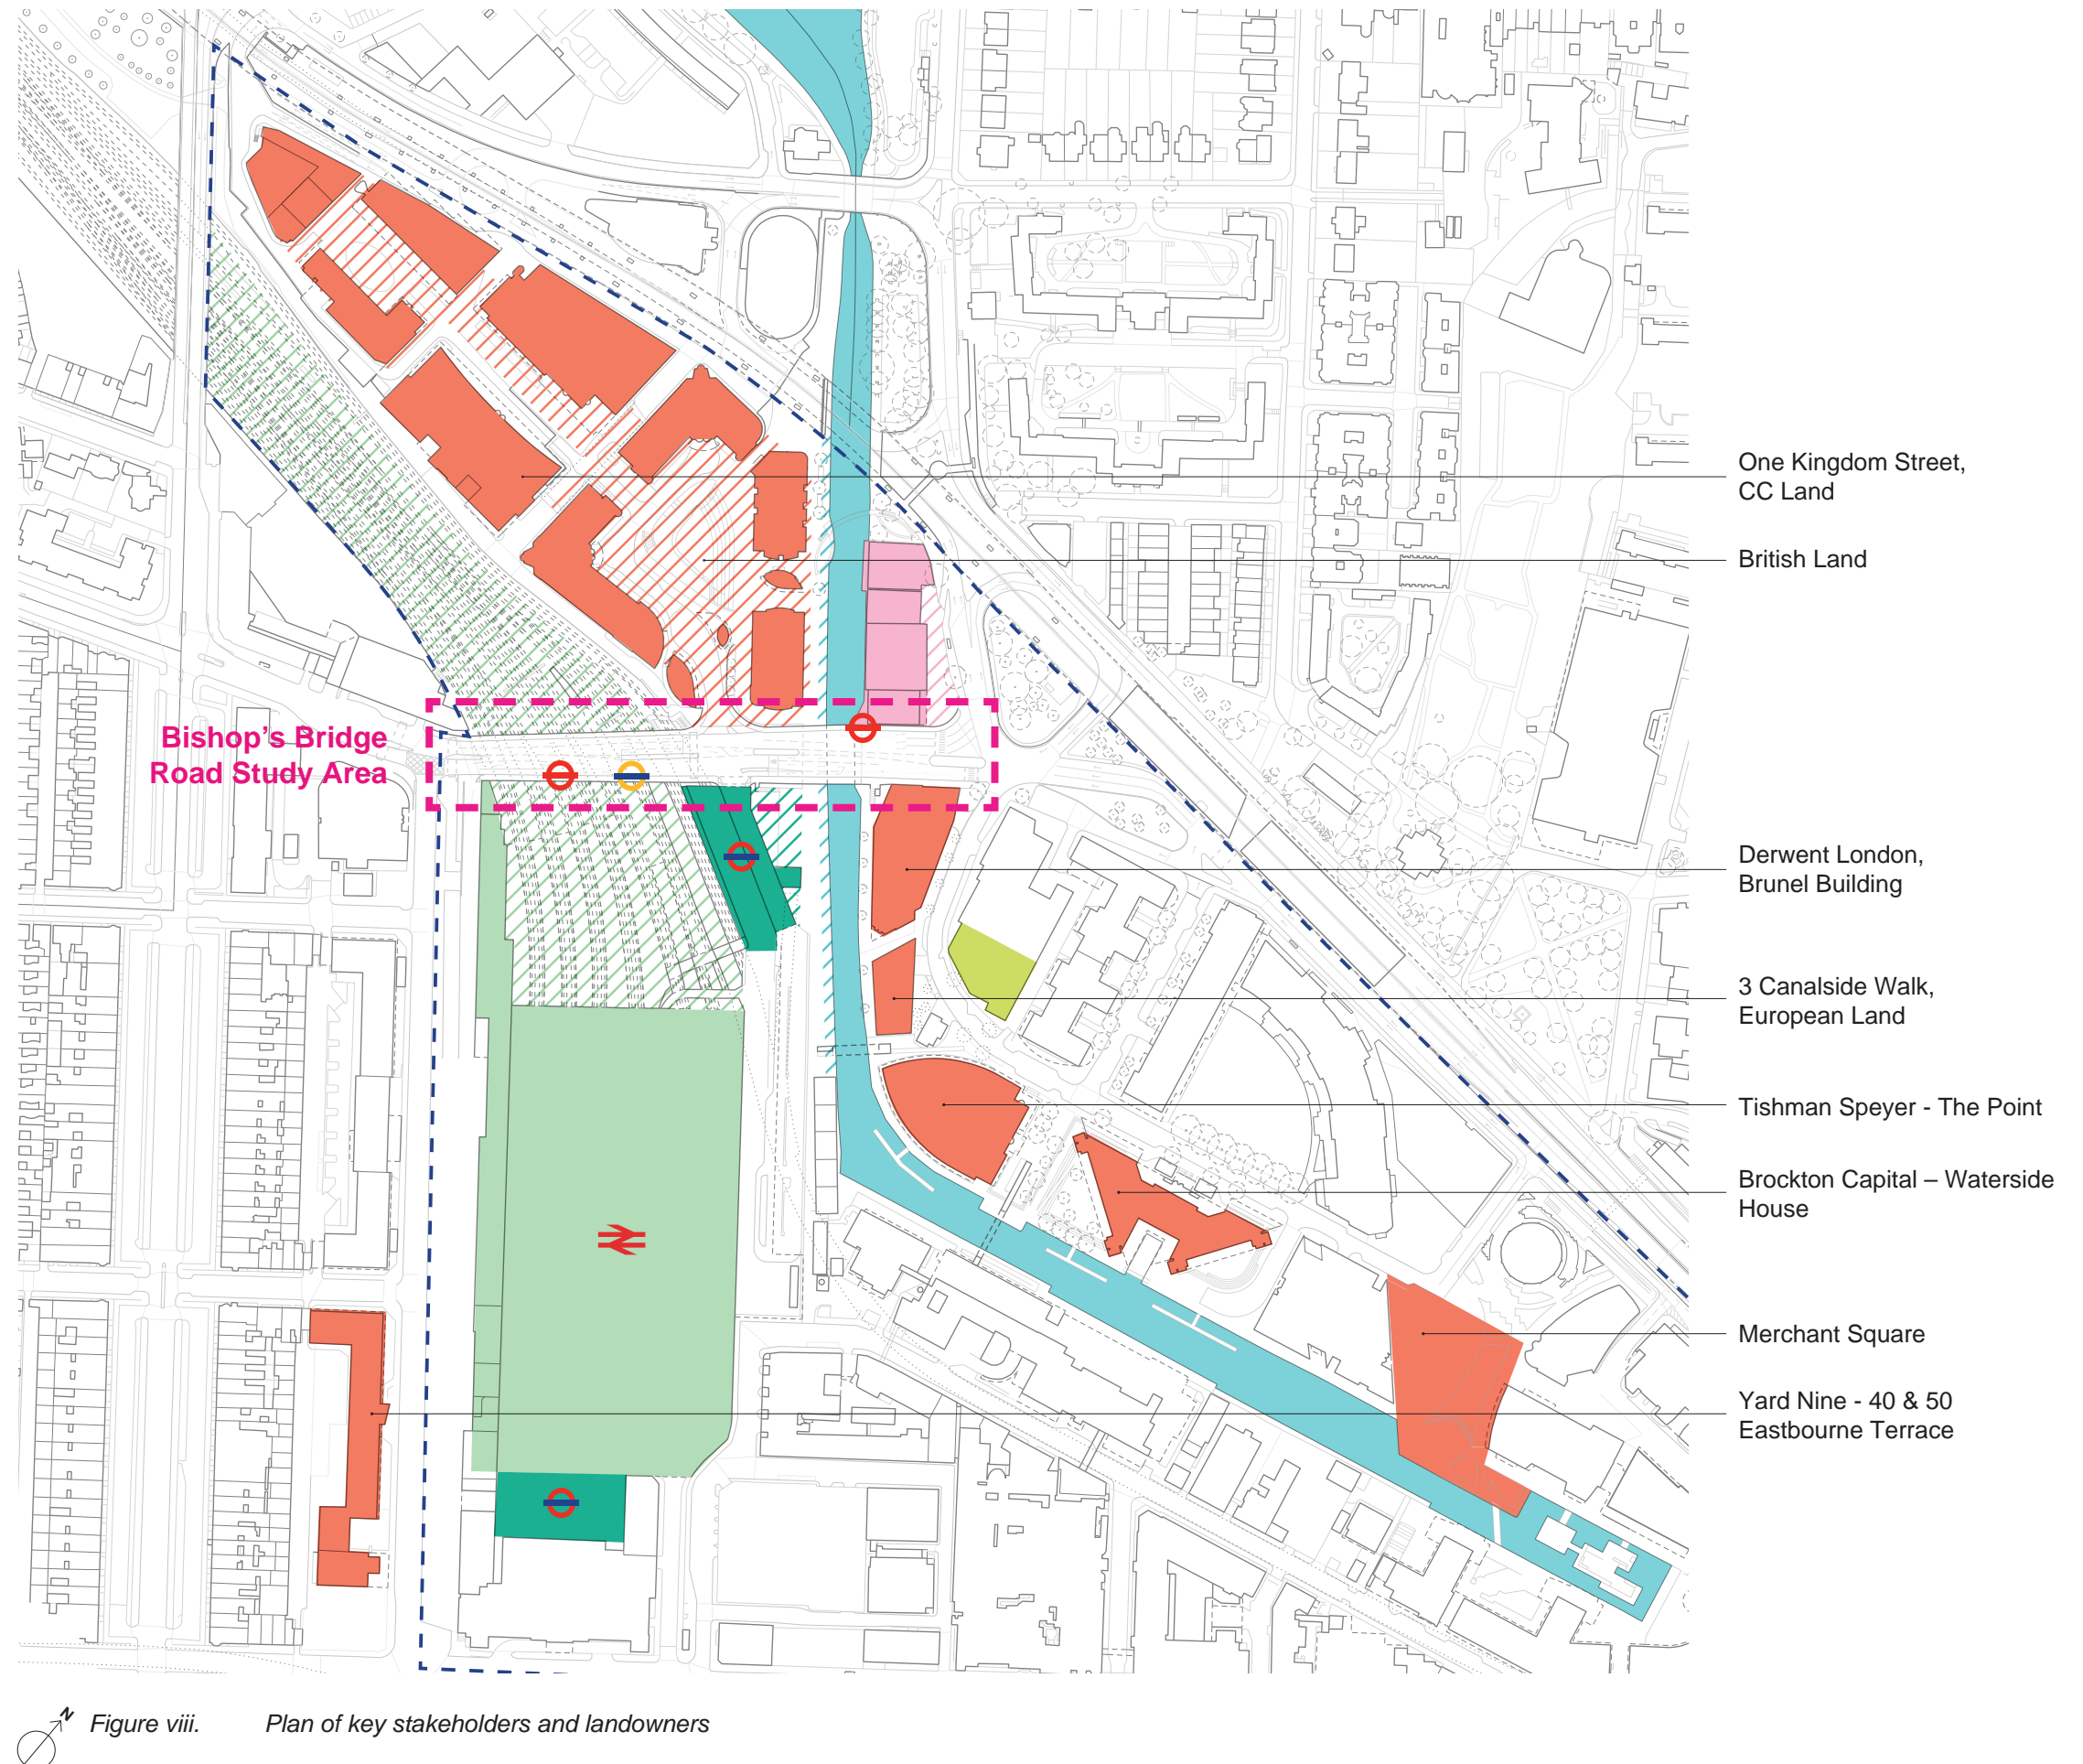 One Kingdom Street,
CC Land
British Land
Bishop's Bridge
Road Study Area
Derwent London,
Brunel Building
3 Canalside Walk,
European Land
Tishman Speyer - The Point
Brockton Capital – Waterside
House
Merchant Square
Yard Nine - 40 & 50
Eastbourne Terrace
N
Figure viii. Plan of key stakeholders and landowners